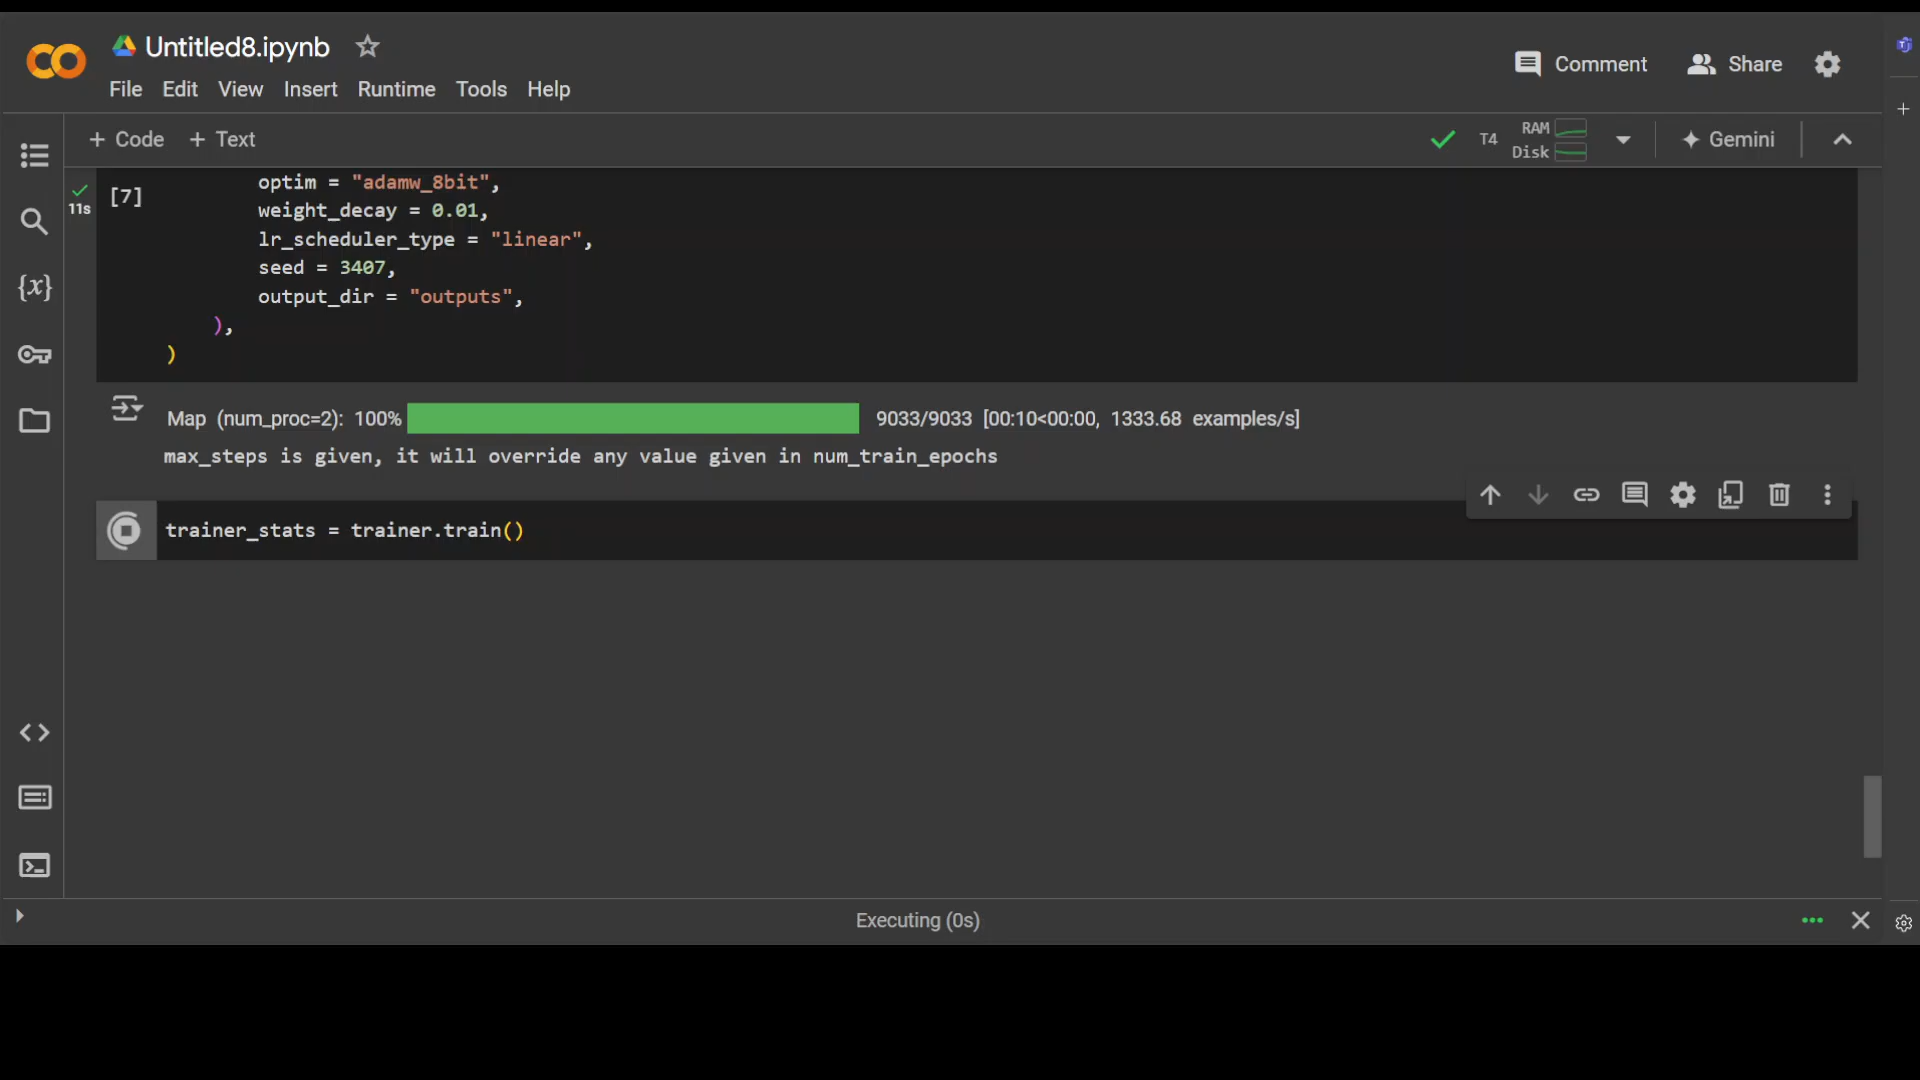 Untitled8.ipynb
Comment
Share
File Edit View Insert Runtime Tools Help
+ Code + Text
T4
RAM
Disk
Gemini
11s
[7]
optim = "adamw_8bit",
weight_decay = 0.01,
lr_scheduler_type = "linear",
seed = 3407,
output_dir = "outputs",
),
)
{x}
Map (num_proc=2): 100% 9033/9033 [00:10<00:00, 1333.68 examples/s]
max_steps is given, it will override any value given in num_train_epochs
trainer_stats = trainer.train()
Executing (0s)